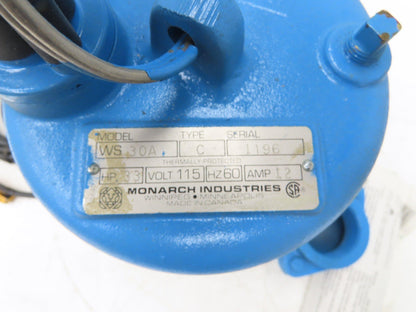 MODEL TYPE SERIAL
WS 30A C 1196
THERMALLY PROTECTED
HP .33 VOLT 115 HZ 60 AMP 12
MONARCH INDUSTRIES
WINNIPEG • MINNEAPOLIS
MADE IN CANADA